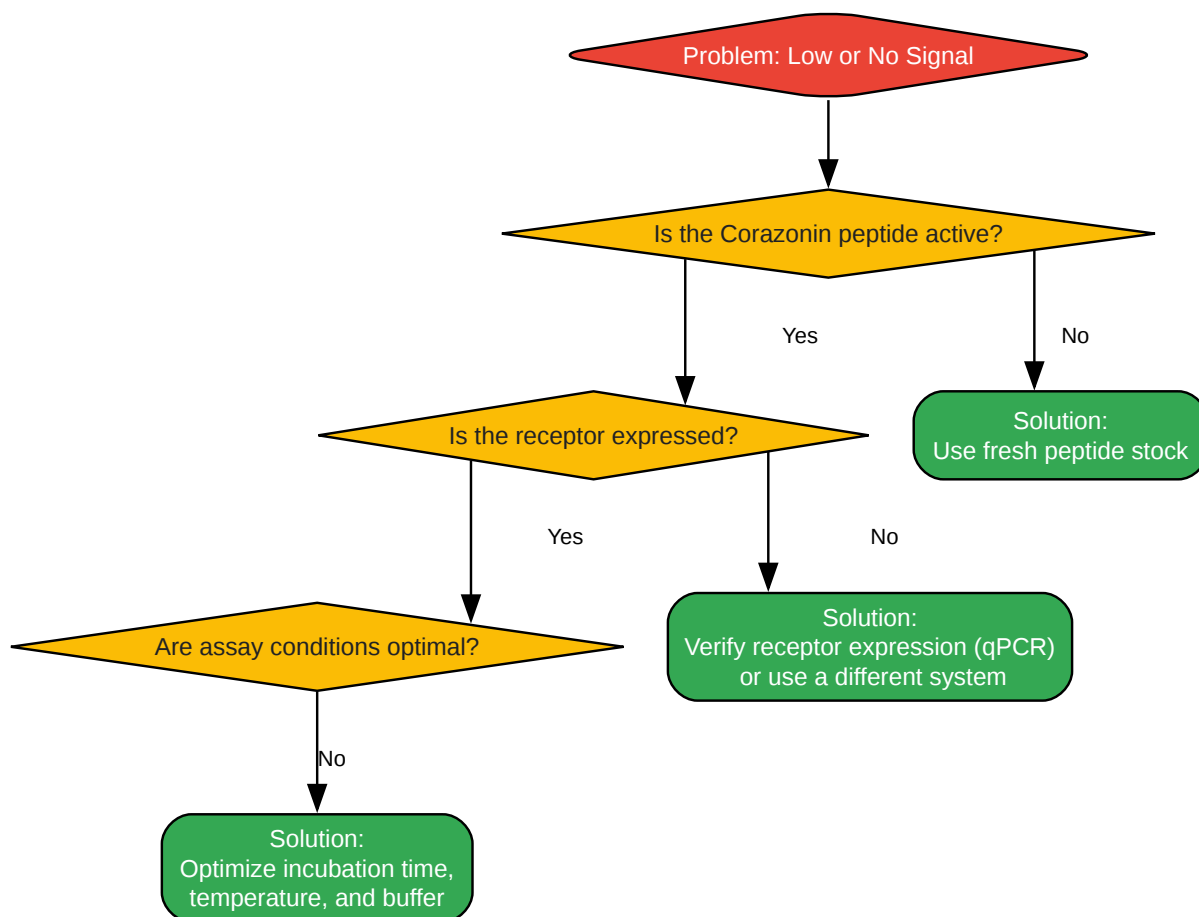 Problem: Low or No Signal
Is the Corazonin peptide active?
Yes
No
Is the receptor expressed?
Solution:
Use fresh peptide stock
Yes
No
Are assay conditions optimal?
Solution:
Verify receptor expression (qPCR)
or use a different system
No
Solution:
Optimize incubation time,
temperature, and buffer